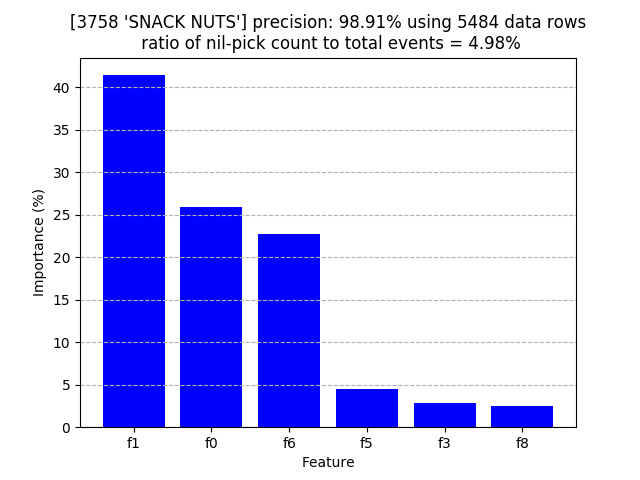 [3758 'SNACK NUTS'] precision: 98.91% using 5484 data rows
ratio of nil-pick count to total events = 4.98%
Importance (%)
40
35
30
25
20
15
10
5
0
f1 f0 f6 f5 f3 f8
Feature